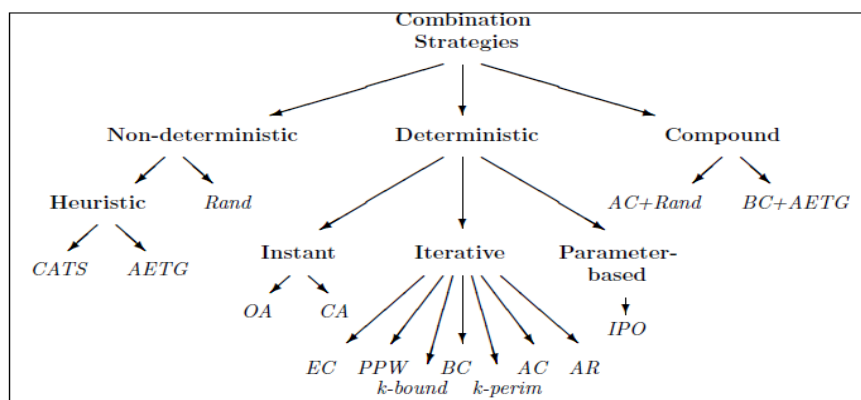 Combination
Strategies
Non-deterministic Deterministic Compound
Heuristic Rand AC+Rand BC+AETG
Instant Iterative Parameter-
based
CATS AETG
OA CA IPO
EC PPW BC AC AR
k-bound k-perim